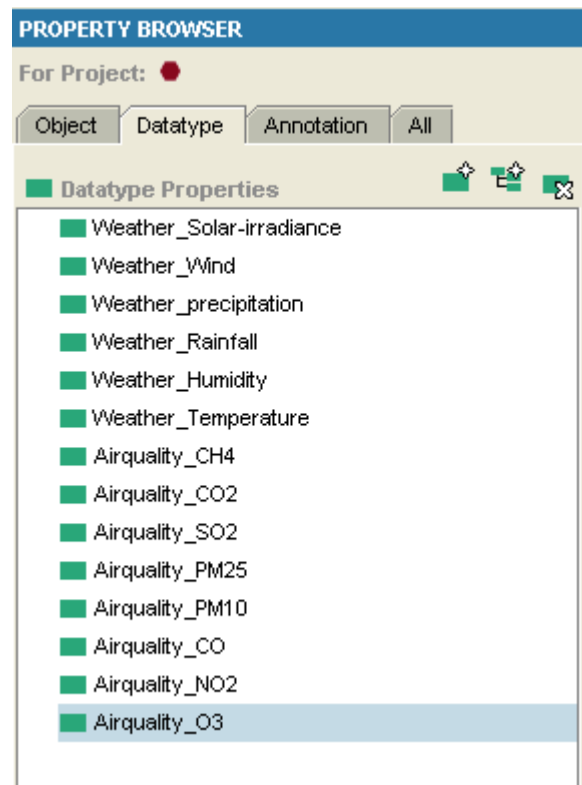 PROPERTY BROWSER
For Project:
Object Datatype Annotation All
Datatype Properties
Weather_Solar-irradiance
Weather_Wind
Weather_precipitation
Weather_Rainfall
Weather_Humidity
Weather_Temperature
Airquality_CH4
Airquality_CO2
Airquality_SO2
Airquality_PM25
Airquality_PM10
Airquality_CO
Airquality_NO2
Airquality_O3